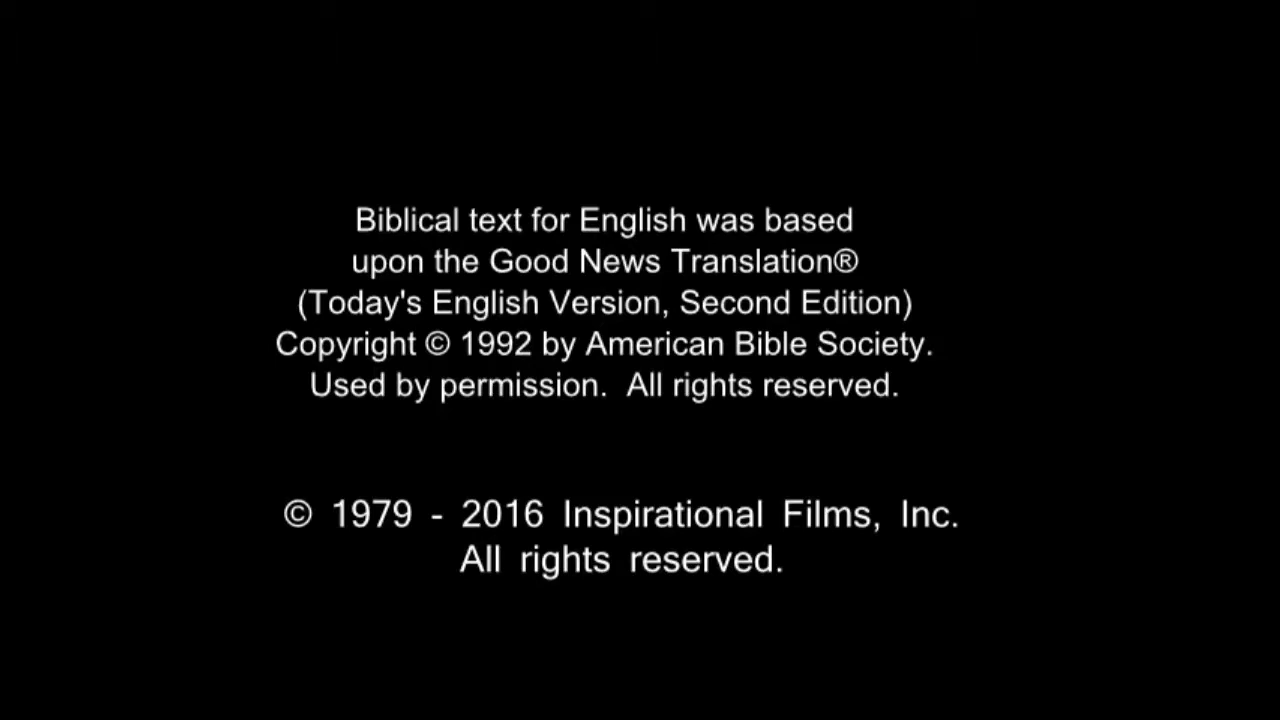 Biblical text for English was based
upon the Good News Translation®
(Today's English Version, Second Edition)
Copyright © 1992 by American Bible Society.
Used by permission.  All rights reserved.
© 1979 - 2016 Inspirational Films, Inc.
All rights reserved.